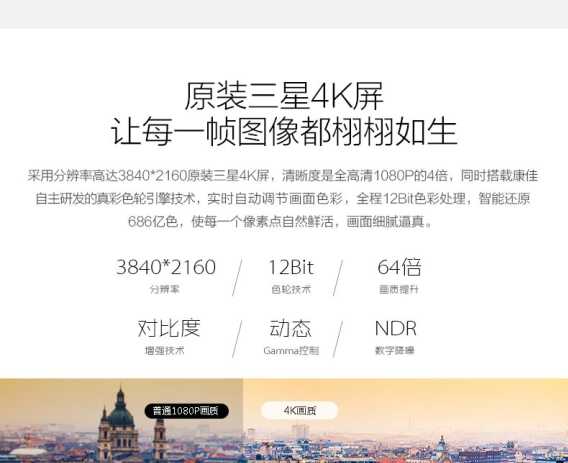 原装三星4K屏
让每一帧图像都栩栩如生
采用分辨率高达3840*2160原装三星4K屏，清晰度是全高清1080P的4倍，同时搭载康佳
自主研发的真彩色轮引擎技术，实时自动调节画面色彩，全程12Bit色彩处理，智能还原
686亿色，使每一个像素点自然鲜活，画面细腻逼真。
3840*2160 12Bit 64倍
分辨率 色轮技术 画质提升
对比度 动态 NDR
增强技术 Gamma控制 数字降噪
普通1080P画质 4K画质